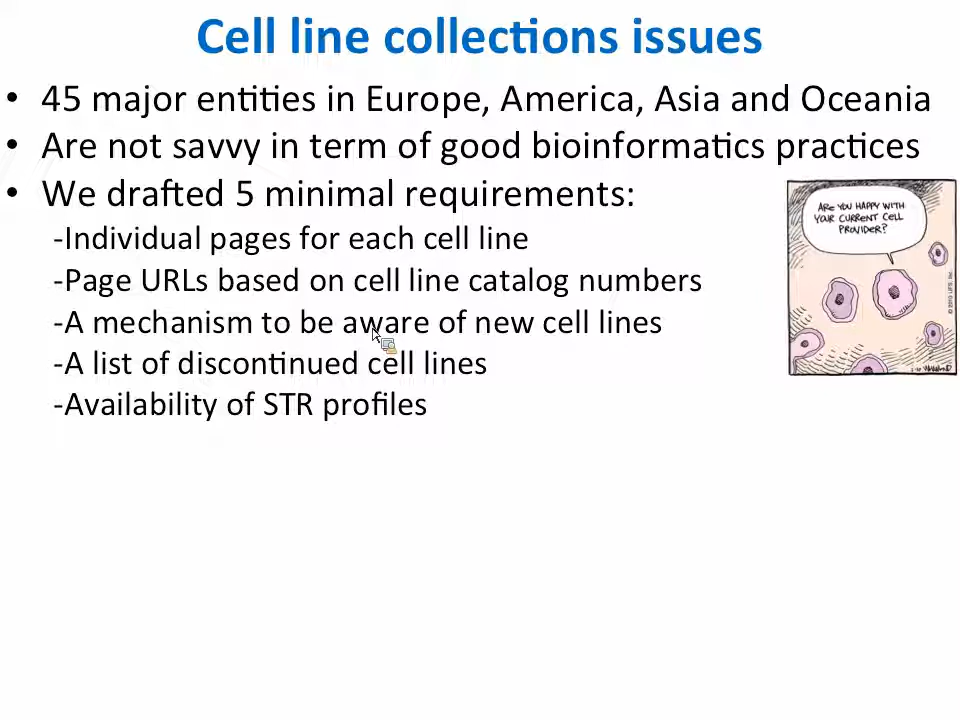 Cell line collections issues
• 45 major entities in Europe, America, Asia and Oceania
• Are not savvy in term of good bioinformatics practices
• We drafted 5 minimal requirements:
-Individual pages for each cell line
-Page URLs based on cell line catalog numbers
-A mechanism to be aware of new cell lines
-A list of discontinued cell lines
-Availability of STR profiles
ARE YOU HAPPY WITH
YOUR CURRENT CELL
PROVIDER?